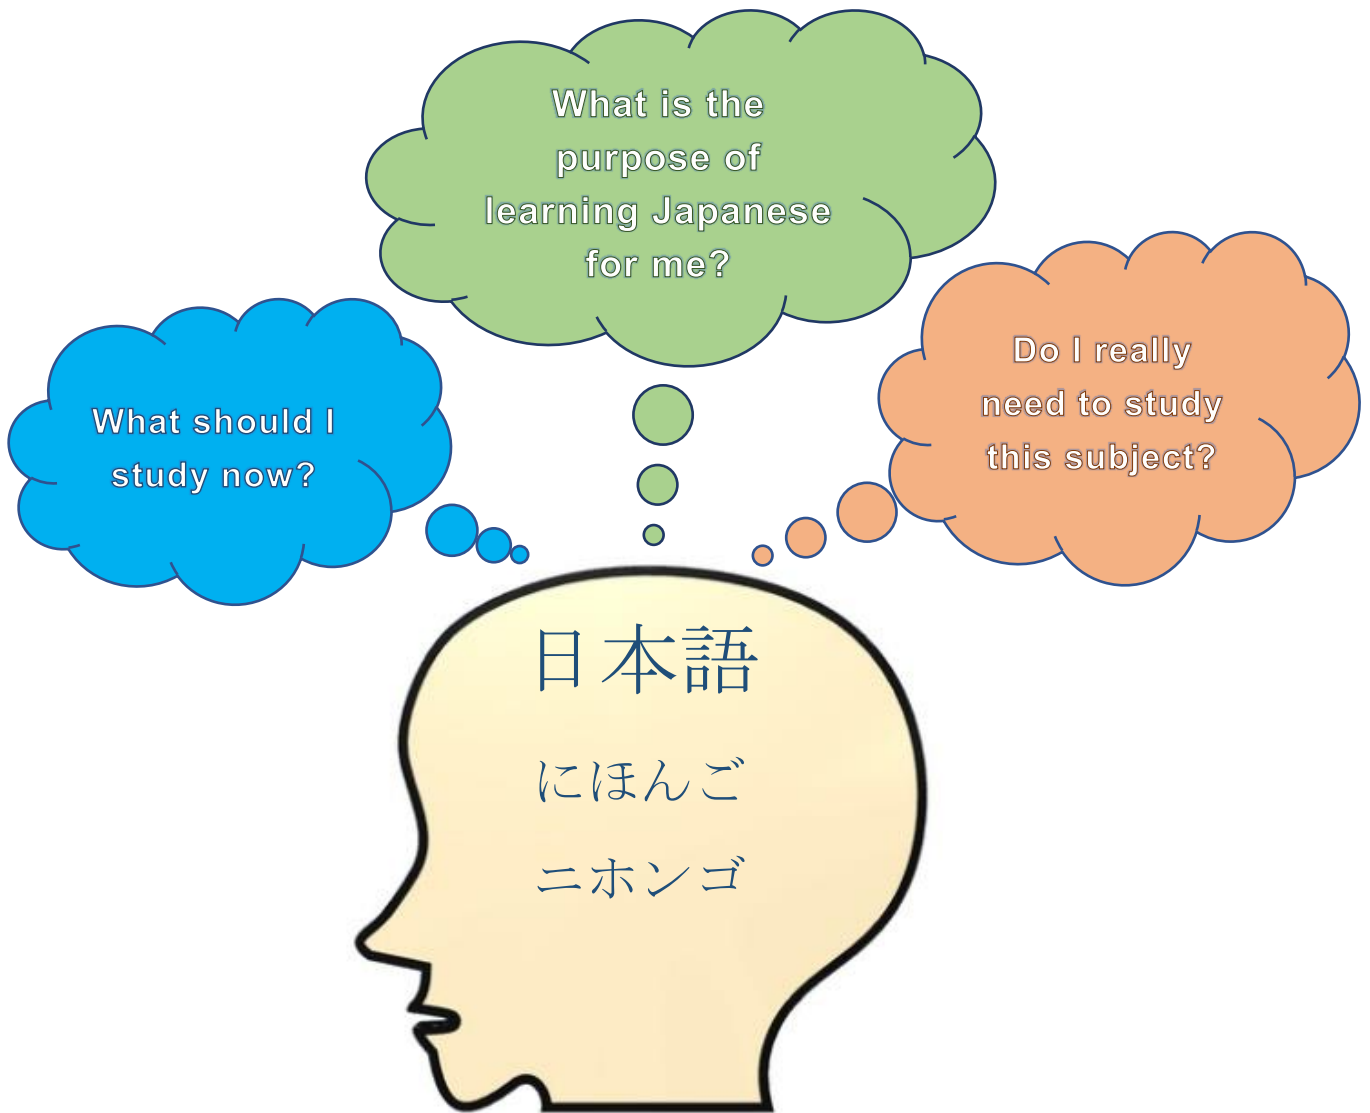 What is the
purpose of
learning Japanese
for me?
What should I
study now?
Do I really
need to study
this subject?
日本語
にほんご
ニホンゴ